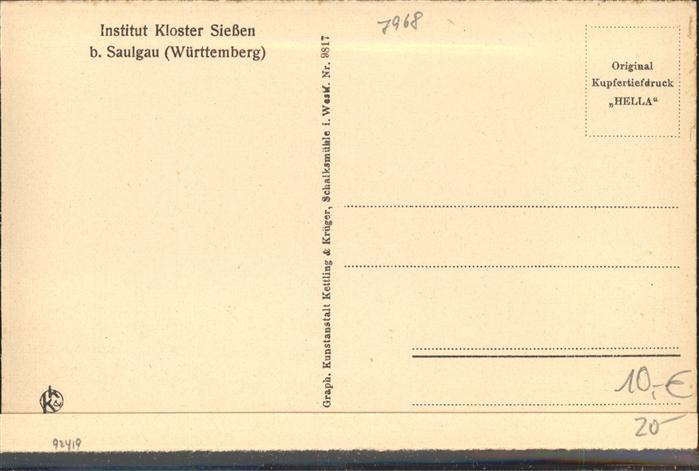 Institut Kloster Sießen
b. Saulgau (Württemberg)
7968
Graph. Kunstanstalt Kettling & Krüger, Schalksmühle i. Westf. Nr. 9817
Original
Kupfertiefdruck
„HELLA“
10,-€
20-
92419